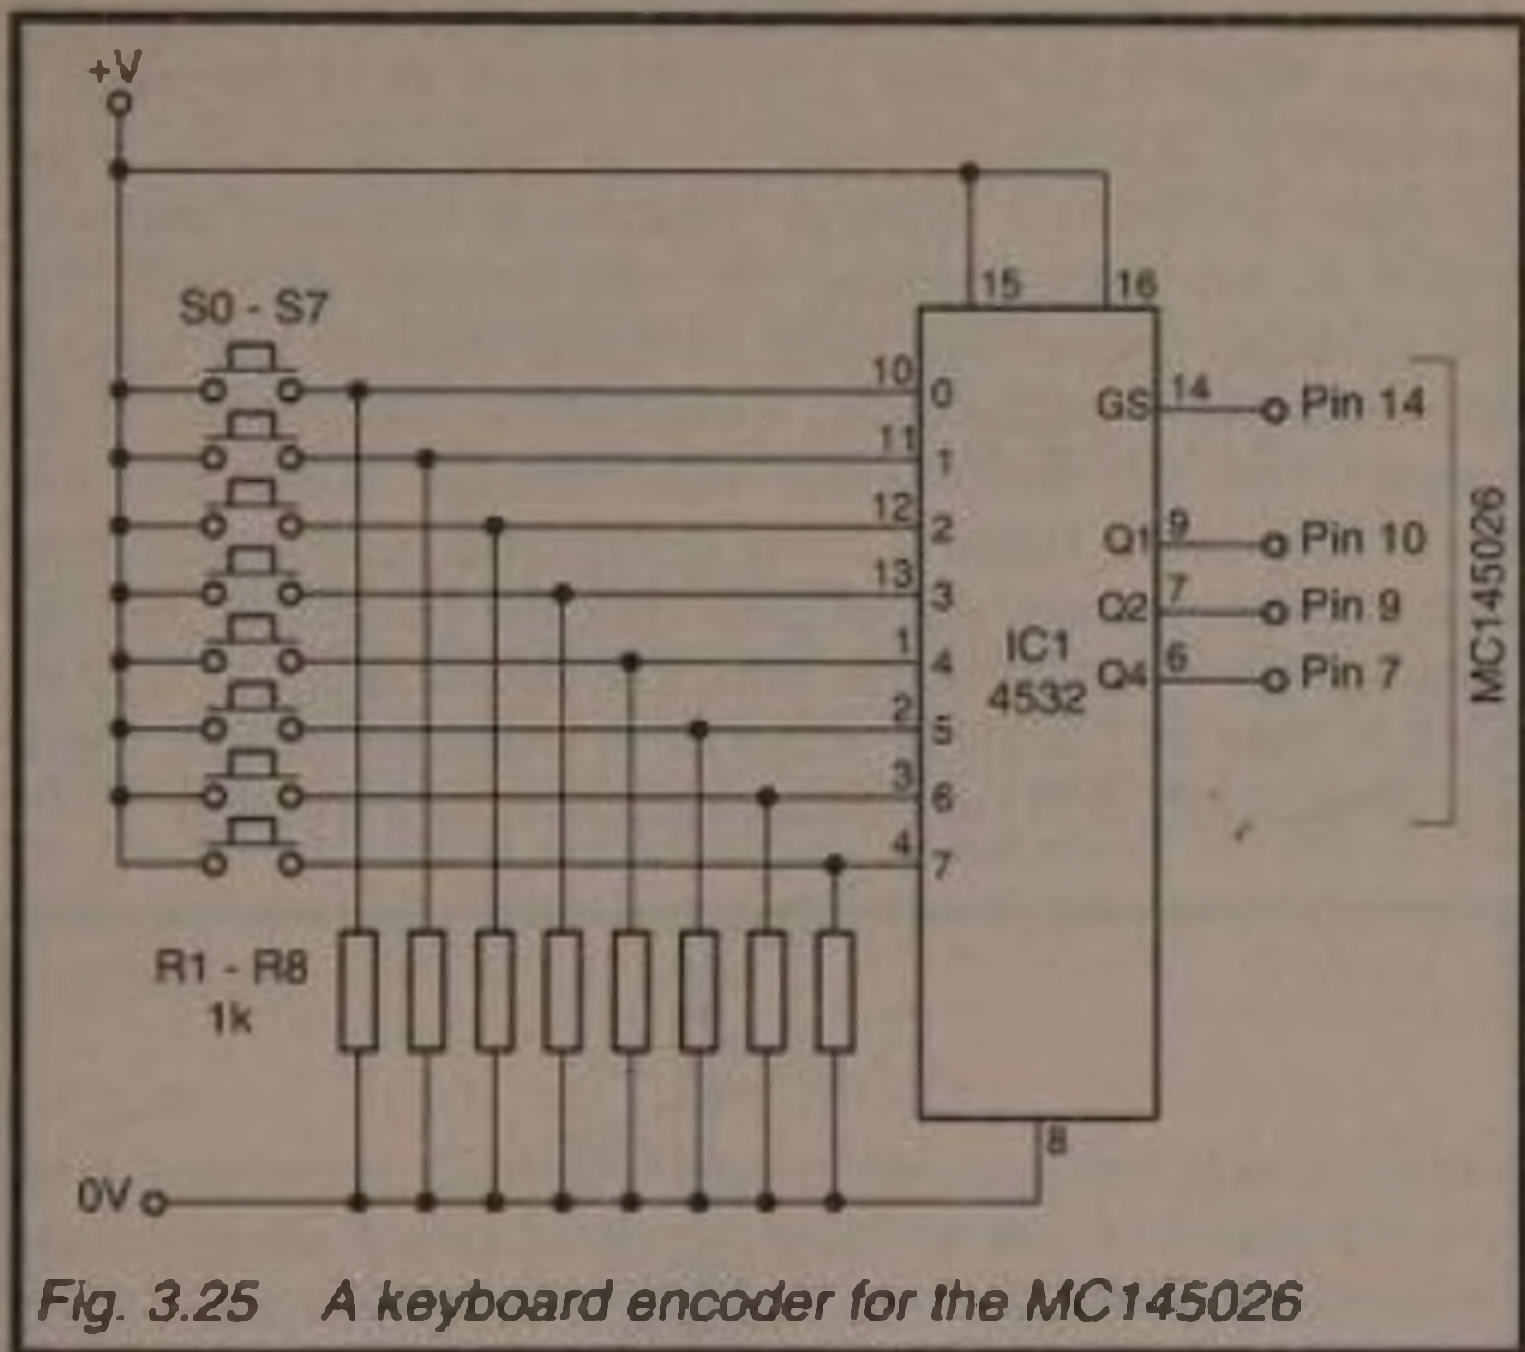 +V
15
16
S0 - S7
10
0
GS
14
Pin 14
11
1
12
2
Q1
9
Pin 10
13
3
Q2
7
Pin 9
1
4
IC1
4532
Q4
6
Pin 7
MC145026
2
5
3
6
4
7
R1 - R8
1k
8
0V
Fig. 3.25 A keyboard encoder for the MC145026